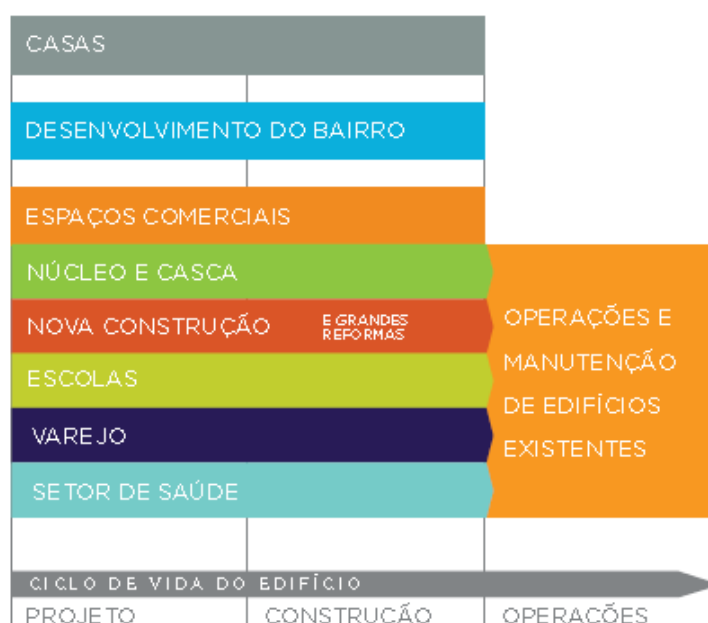 CASAS
DESENVOLVIMENTO DO BAIRRO
ESPAÇOS COMERCIAIS
NÚCLEO E CASCA
NOVA CONSTRUÇÃO
E GRANDES
REFORMAS
ESCOLAS
VAREJO
SETOR DE SAÚDE
OPERAÇÕES E
MANUTENÇÃO
DE EDIFÍCIOS
EXISTENTES
CICLO DE VIDA DO EDIFÍCIO
PROJETO
CONSTRUÇÃO
OPERAÇÕES